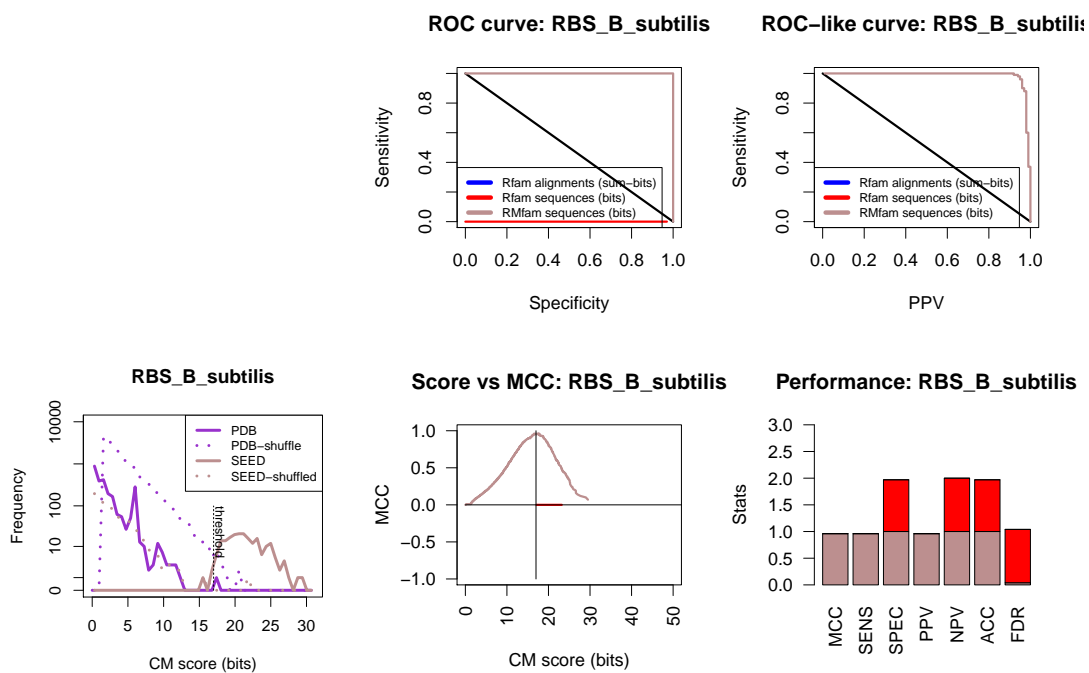 ROC curve: RBS_B_subtilis
Sensitivity
0.0 0.4 0.8
Rfam alignments (sum−bits)
Rfam sequences (bits)
RMfam sequences (bits)
0.0 0.2 0.4 0.6 0.8 1.0
Specificity
ROC−like curve: RBS_B_subtilis
Sensitivity
0.0 0.4 0.8
Rfam alignments (sum−bits)
Rfam sequences (bits)
RMfam sequences (bits)
0.0 0.2 0.4 0.6 0.8 1.0
PPV
RBS_B_subtilis
Frequency
0 10 100 10000
PDB
PDB−shuffle
SEED
SEED−shuffled
threshold
0 5 10 15 20 25 30
CM score (bits)
Score vs MCC: RBS_B_subtilis
MCC
−1.0 −0.5 0.0 0.5 1.0
0 10 20 30 40 50
CM score (bits)
Performance: RBS_B_subtilis
Stats
0.0 0.5 1.0 1.5 2.0 2.5 3.0
MCC SENS SPEC PPV NPV ACC FDR